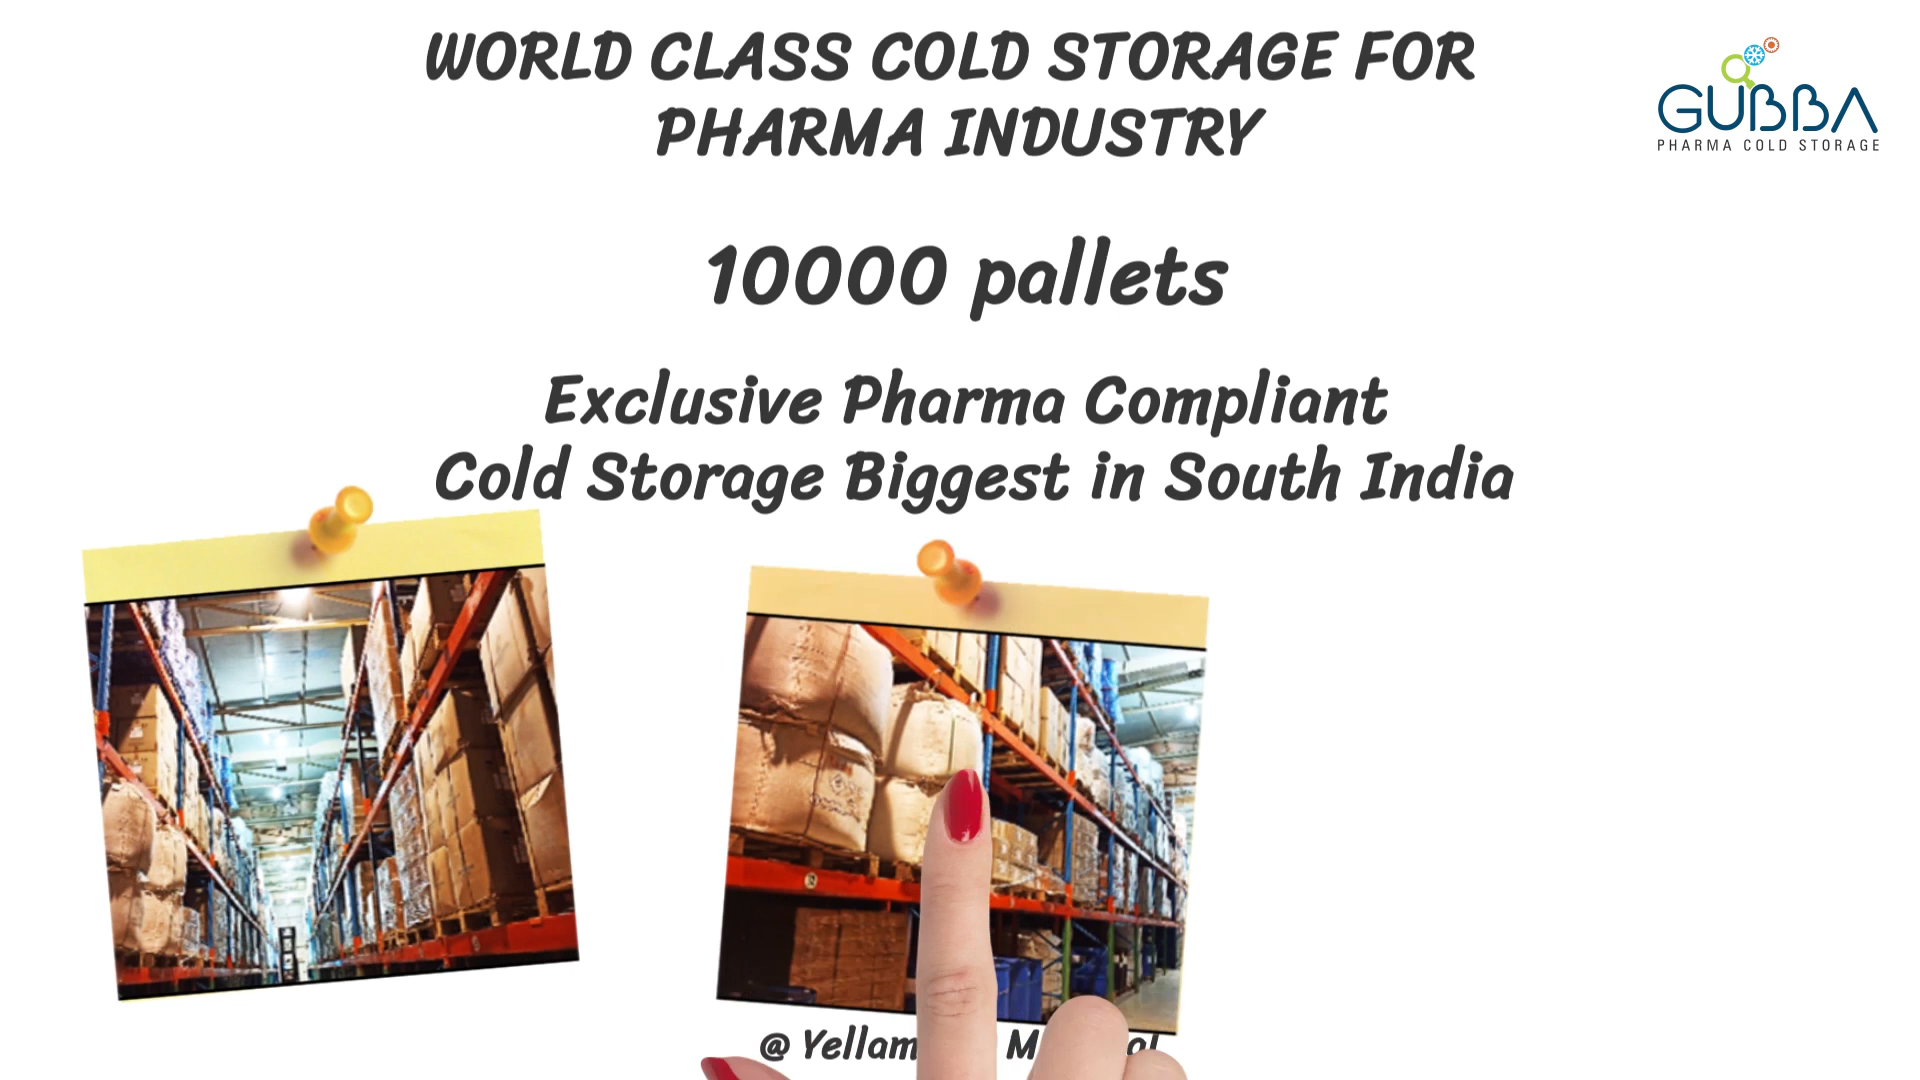 WORLD CLASS COLD STORAGE FOR
PHARMA INDUSTRY
GUBBA
PHARMA COLD STORAGE
10000 pallets
Exclusive Pharma Compliant
Cold Storage Biggest in South India
@